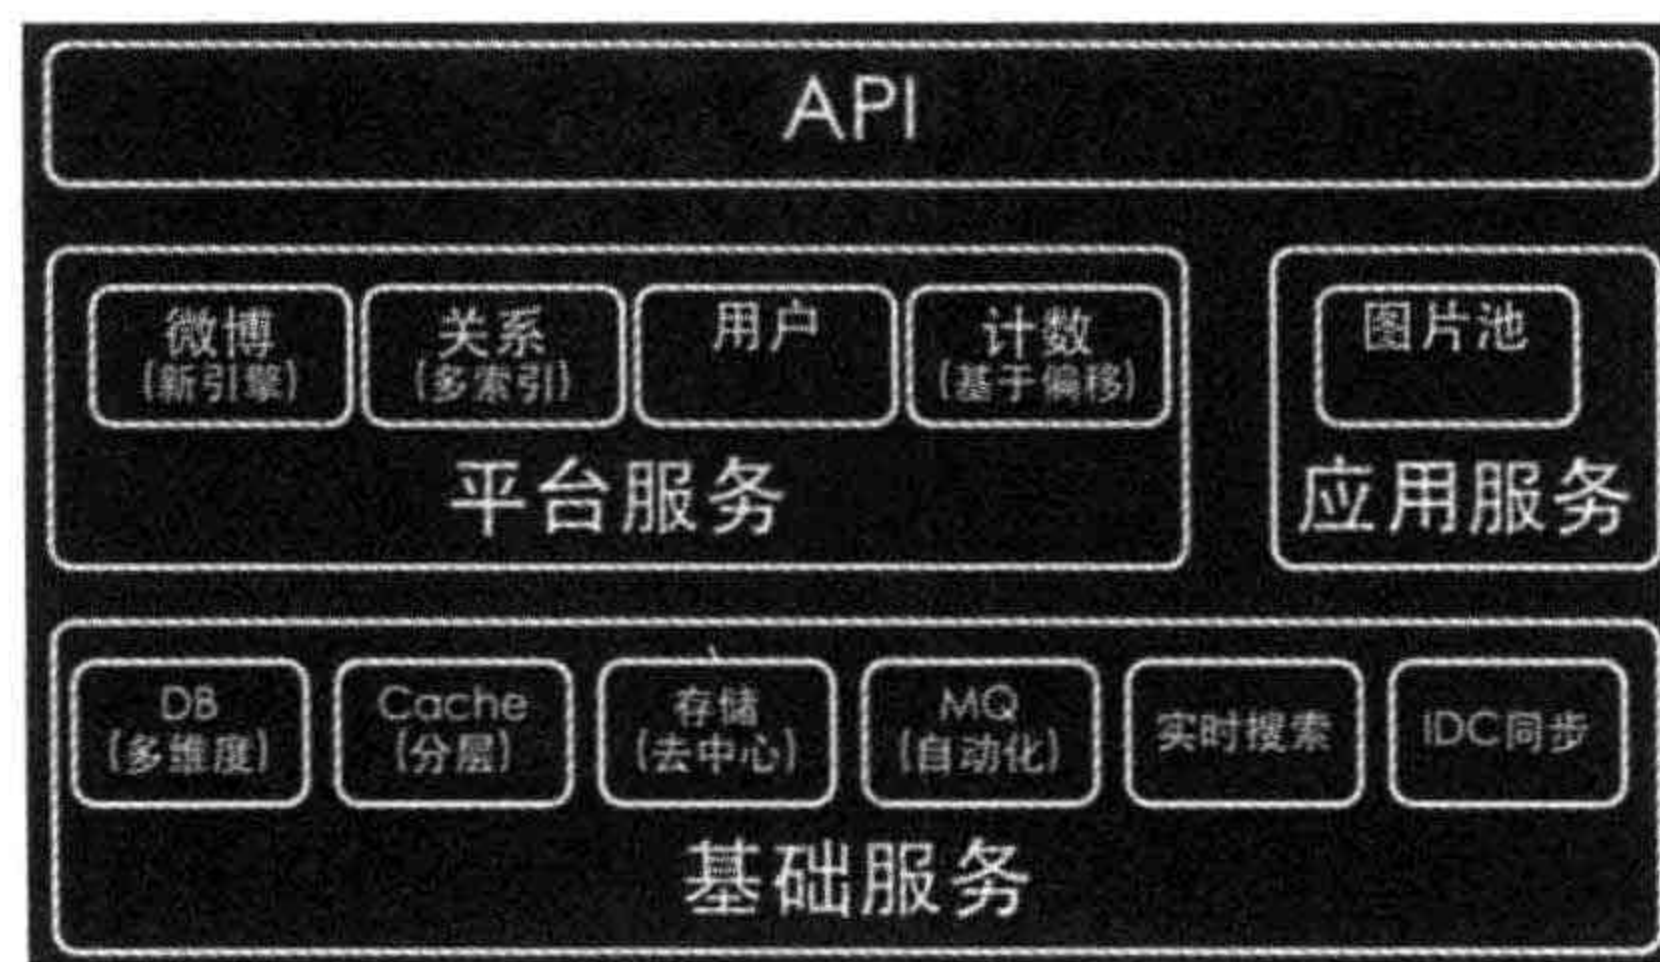 API
微博
(新引擎)
关系
(多索引)
用户
计数
(基于偏移)
图片池
平台服务
应用服务
DB
(多维度)
Cache
(分层)
存储
(去中心)
MQ
(自动化)
实时搜索
IDC同步
基础服务